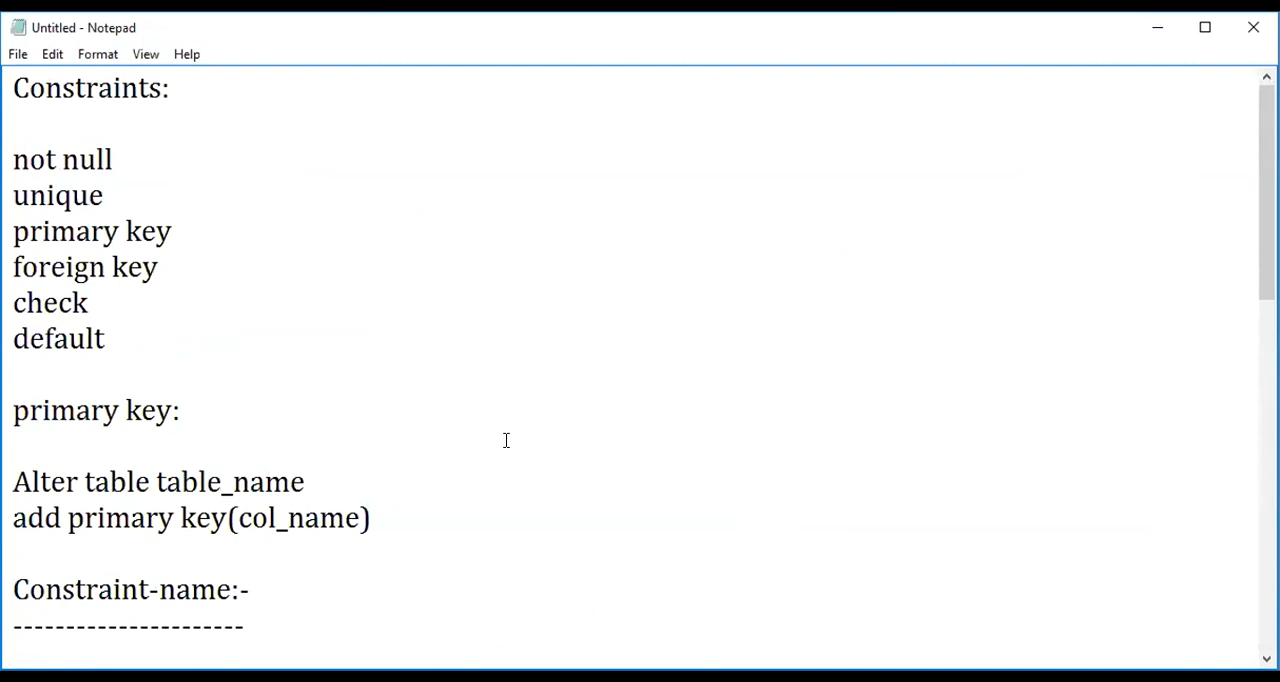 Untitled - Notepad
File Edit Format View Help
Constraints:
not null
unique
primary key
foreign key
check
default
primary key:
Alter table table_name
add primary key(col_name)
Constraint-name:-
----------------------